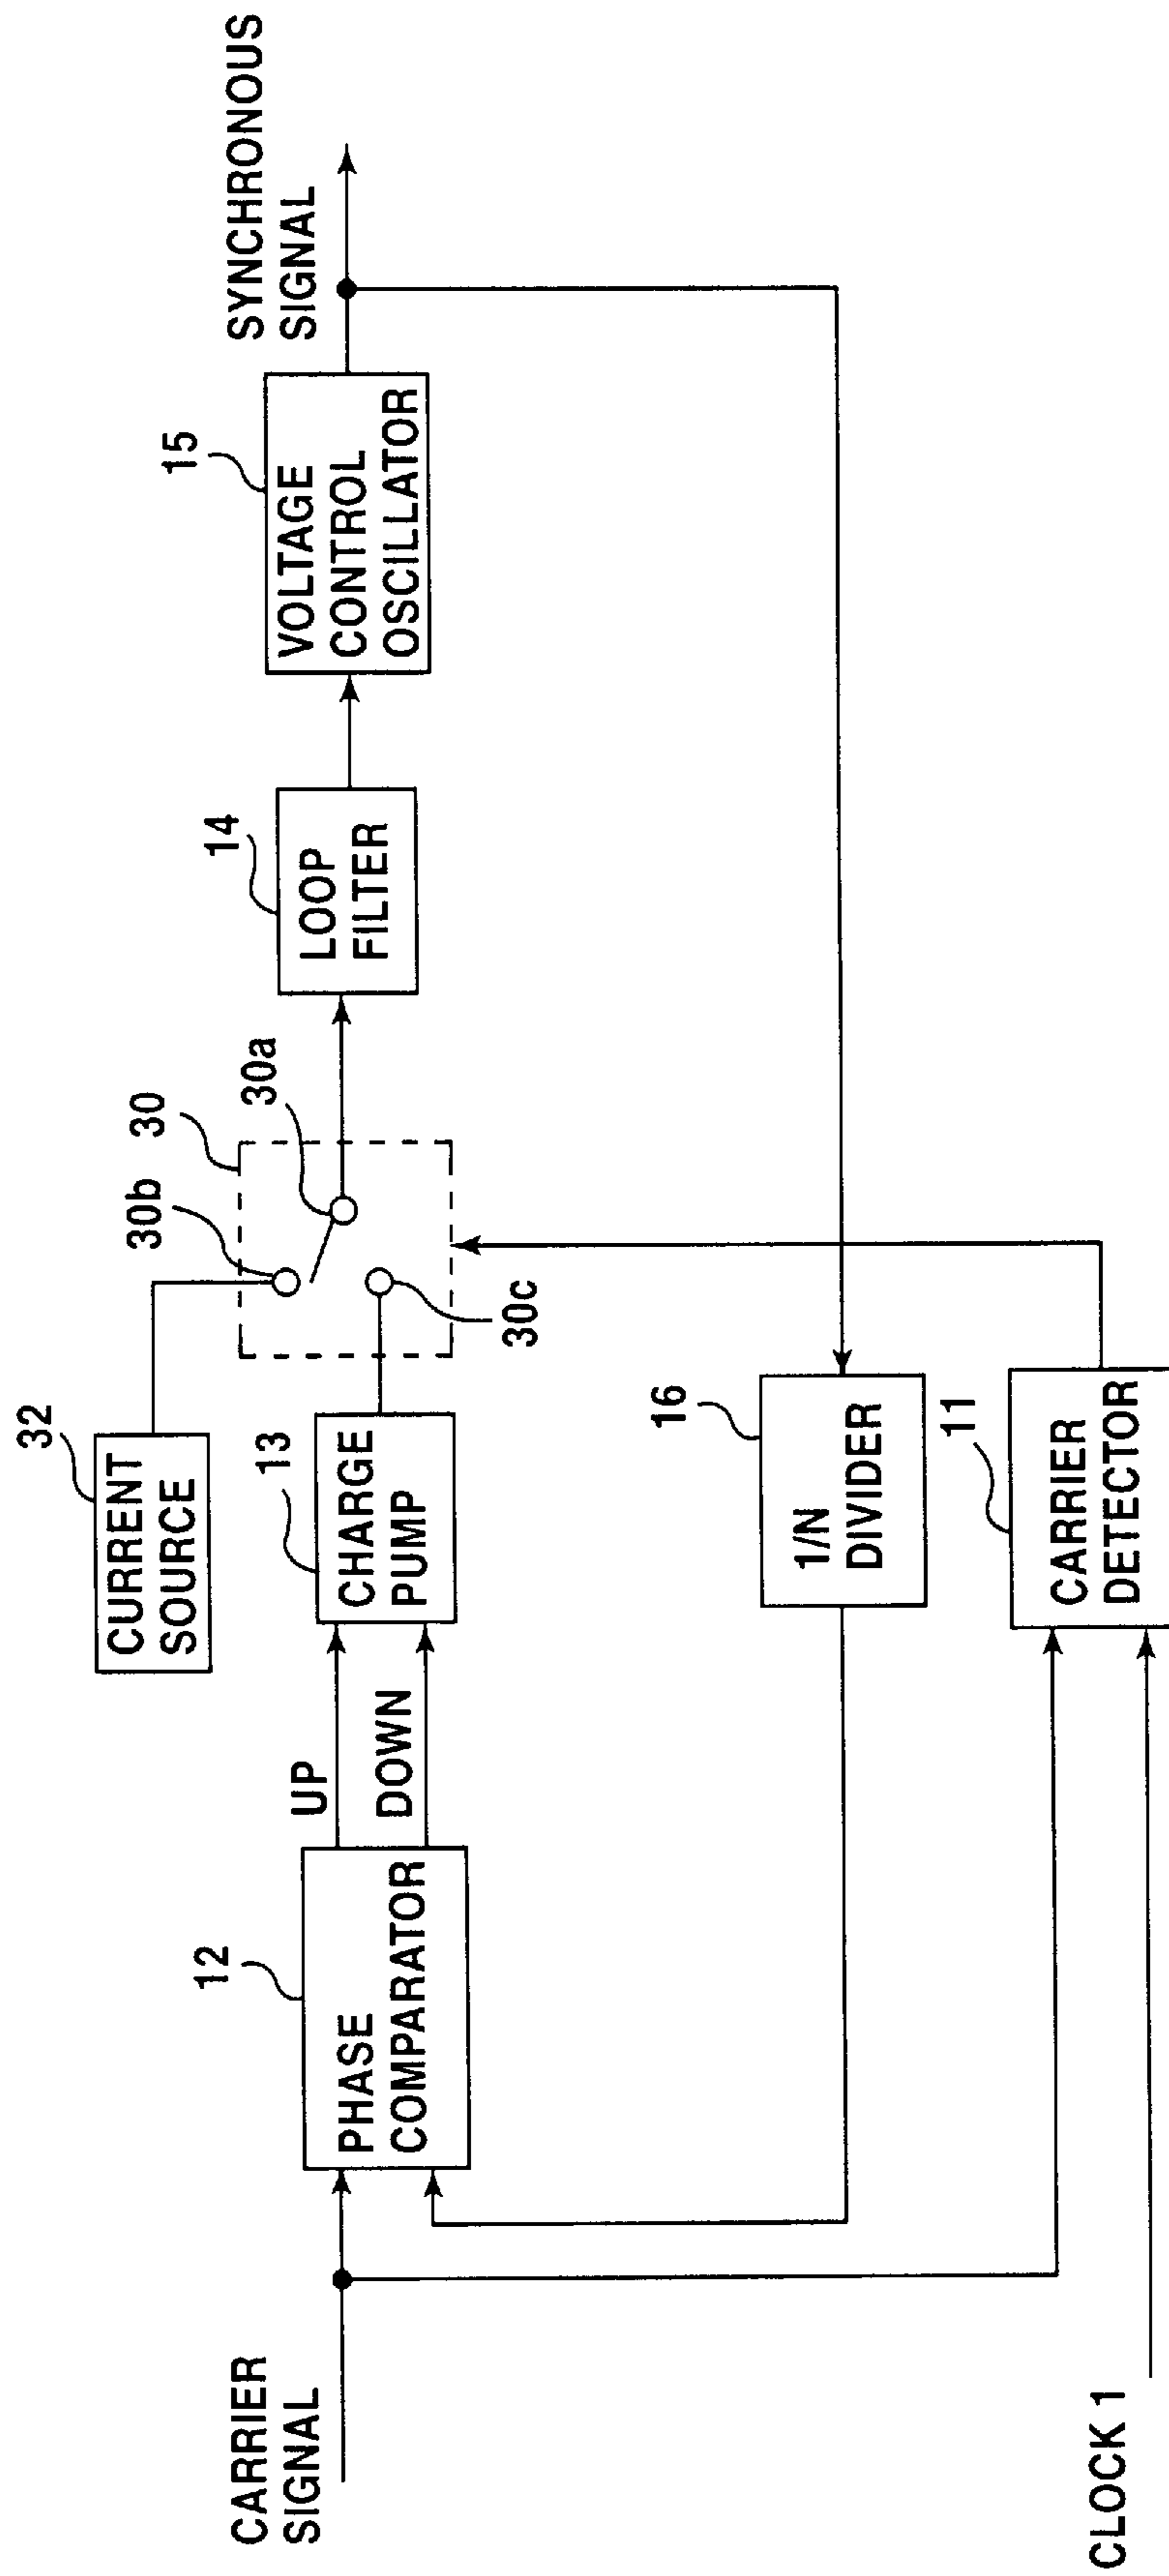 CARRIER
SIGNAL
12
PHASE
COMPARATOR
UP
DOWN
32
CURRENT
SOURCE
13
CHARGE
PUMP
30b
30
30a
30c
14
LOOP
FILTER
15
VOLTAGE
CONTROL
OSCILLATOR
SYNCHRONOUS
SIGNAL
16
1/N
DIVIDER
11
CARRIER
DETECTOR
CLOCK 1